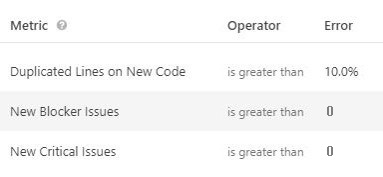 Metric Operator Error
Duplicated Lines on New Code is greater than 10.0%
New Blocker Issues is greater than 0
New Critical Issues is greater than 0